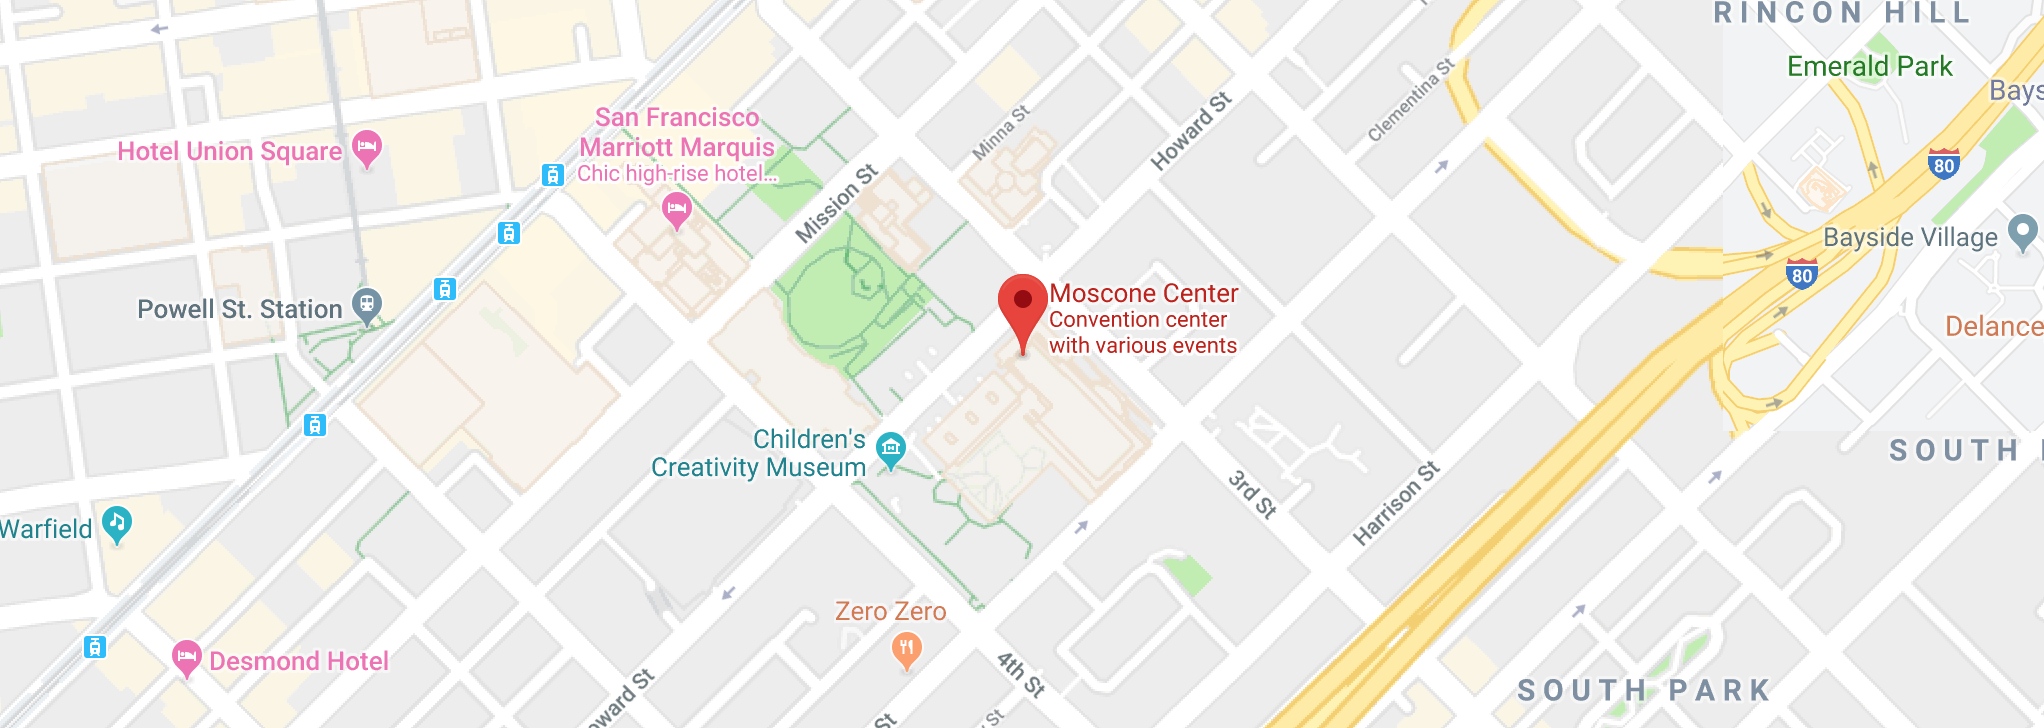 RINCON HILL
Emerald Park
Bays
80
Clementina St
Howard St
Minna St
San Francisco
Marriott Marquis
Chic high-rise hotel...
Hotel Union Square
Mission St
Bayside Village
80
Powell St. Station
Moscone Center
Convention center
with various events
Delance
Children's
Creativity Museum
SOUTH
3rd St
Harrison St
Warfield
Zero Zero
Desmond Hotel
4th St
oward St
St
St
SOUTH PARK